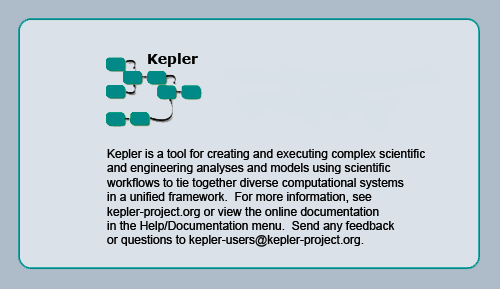 Kepler
Kepler is a tool for creating and executing complex scientific
and engineering analyses and models using scientific
workflows to tie together diverse computational systems
in a unified framework.  For more information, see
kepler-project.org or view the online documentation
in the Help/Documentation menu.  Send any feedback
or questions to kepler-users@kepler-project.org.